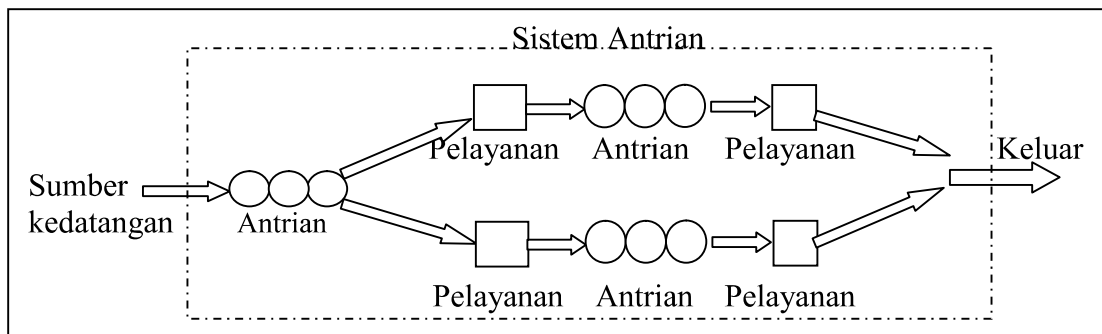 Sistem Antrian
Pelayanan Antrian Pelayanan
Keluar
Sumber
kedatangan
Antrian
Pelayanan Antrian Pelayanan